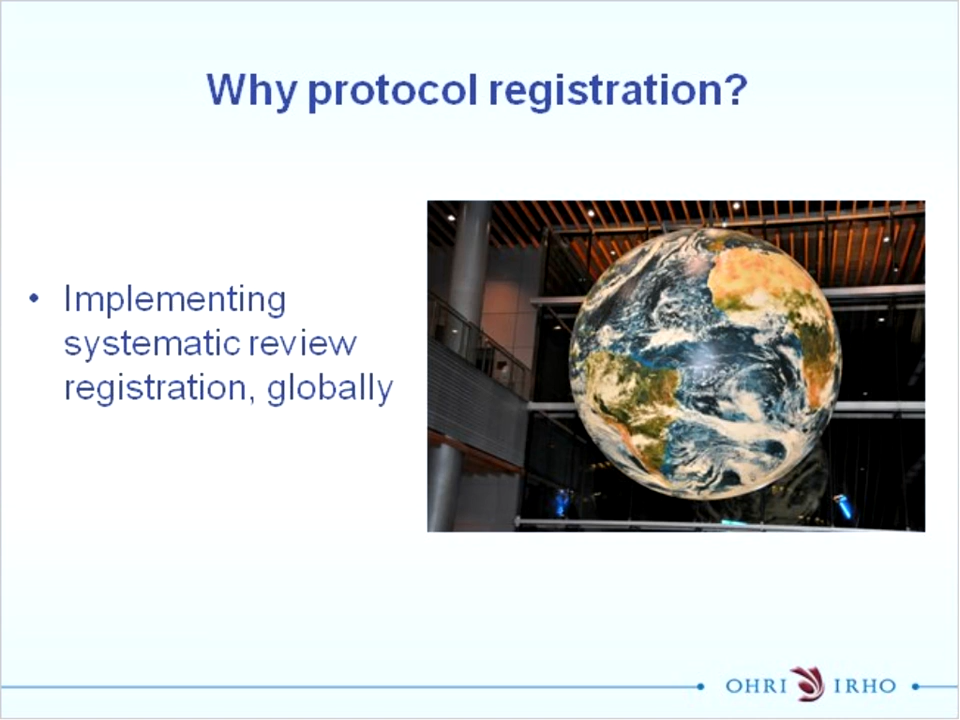 Why protocol registration?
• Implementing
systematic review
registration, globally
OHRI IRHO